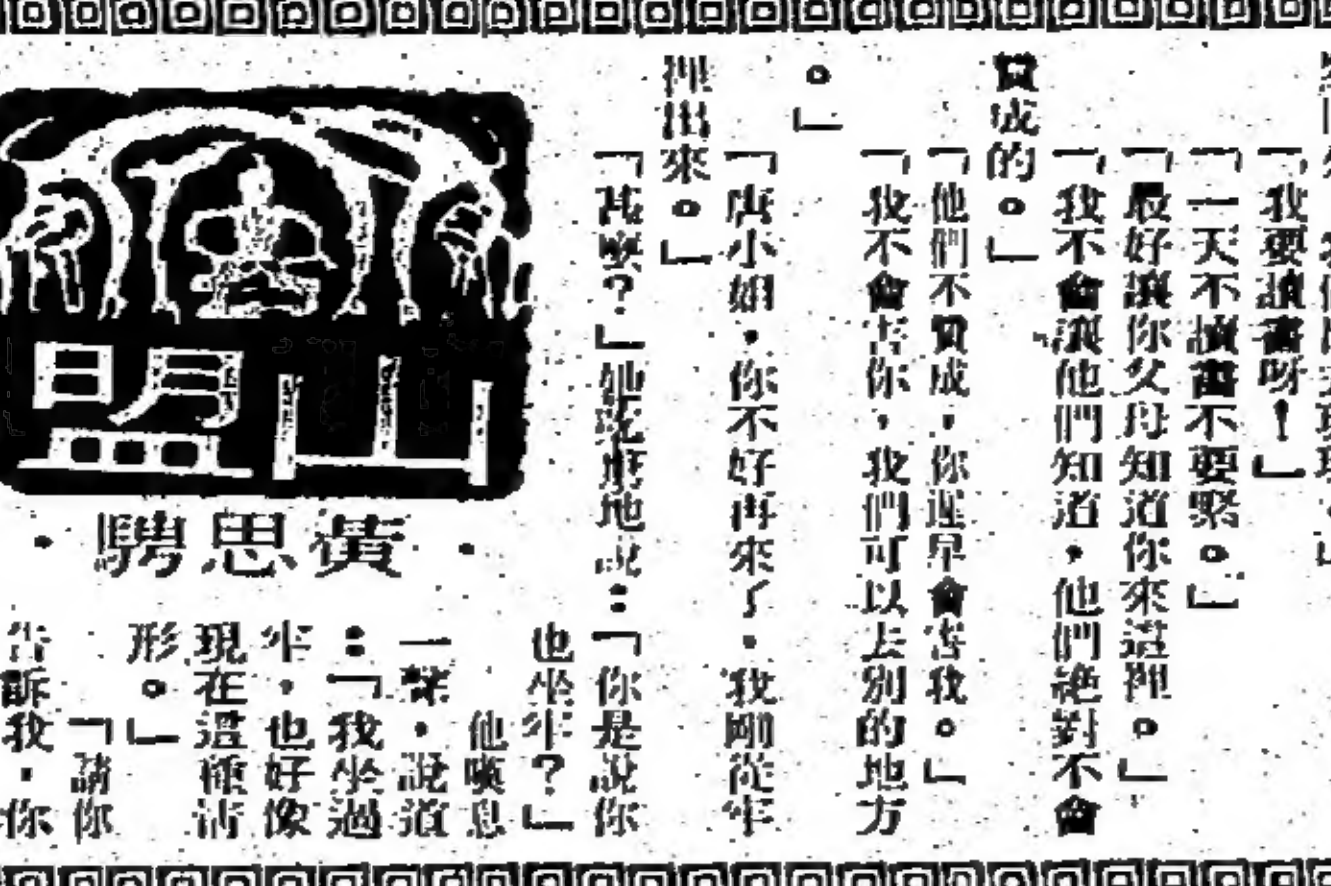 「我要讀書呀！」
「一天不讀書不要緊。」
「最好讓你父母知道你來這裡。」
「我不會讓他們知道，他們絕對不會
贊成的。」
「他們不贊成，你遲早會害我。」
「我不會害你，我們可以去別的地方
。」
「唐小姐，你不好再來了，我剛從牢
裡出來。」
「甚麼？」她詫異地說：「你是說你
也坐牢？」
山盟
·黃思騁·
他嘆息
一聲，說道
：「我坐過
牢，也好像
現在這種情
形。」
「請你
告訴我，你